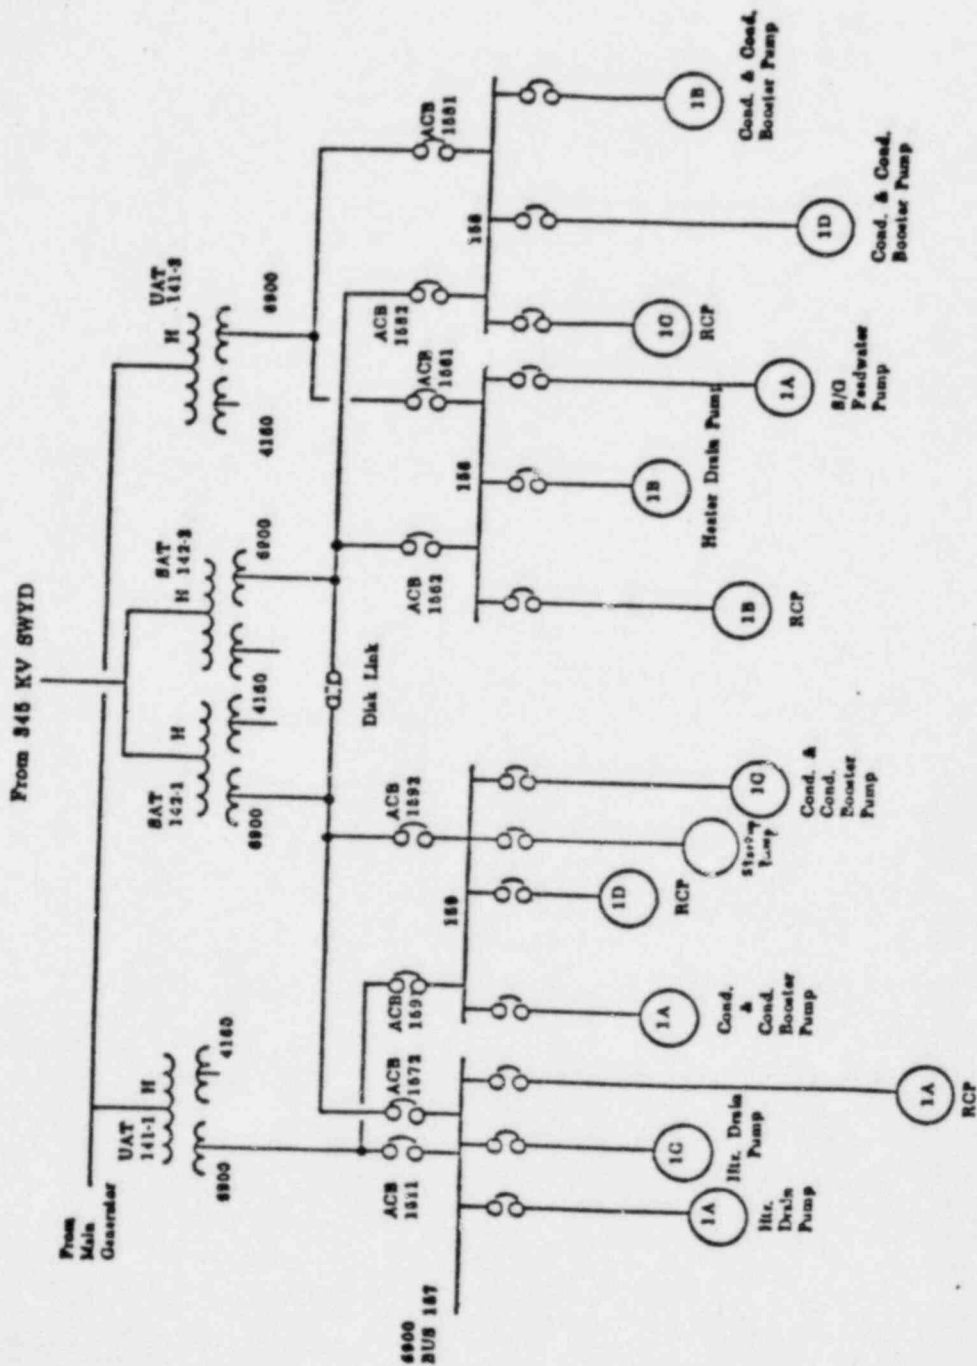 From 345 KV SWYD
From
Main
Generator
UAT
141-1
H
6900
4160
SAT
142-1
H
6900
4160
SAT
142-2
H
6900
UAT
141-2
H
4160
6900
Disk Link
ACB
1571
ACB
1572
ACB
1591
ACB
1592
ACB
1562
ACB
1561
ACB
1582
ACB
1581
6900
BUS 157
159
156
158
1A
Htr.
Drain
Pump
1C
Htr. Drain
Pump
1A
RCP
1A
Cond.
&
Cond.
Booster
Pump
1D
RCP
Startup
Pump
1C
Cond. &
Cond.
Booster
Pump
1B
RCP
1B
Heater Drain Pump
1A
S/G
Feedwater
Pump
1C
RCP
1D
Cond. & Cond.
Booster Pump
1B
Cond. & Cond.
Booster Pump